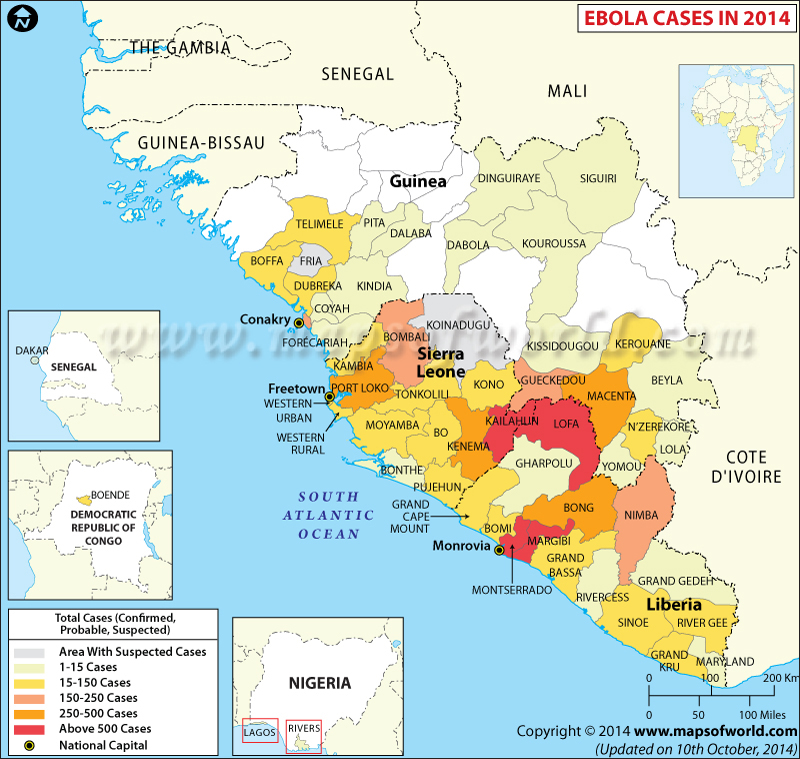 N
EBOLA CASES IN 2014
THE GAMBIA
SENEGAL
MALI
GUINEA-BISSAU
Guinea
DINGUIRAYE
SIGUIRI
TELIMELE
PITA
DALABA
DABOLA
KOUROUSSA
BOFFA
FRIA
DUBREKA
KINDIA
COYAH
Conakry
FORÉCARIAH
BOMBALI
KOINADUGU
www.mapsofworld.com
KISSIDOUGOU
KEROUANE
Sierra
Leone
KAMBIA
Freetown
PORT LOKO
TONKOLILI
KONO
GUECKEDOU
MACENTA
BEYLA
WESTERN
URBAN
WESTERN
RURAL
MOYAMBA
BO
KENEMA
KAILAHUN
LOFA
N'ZEREKORE
LOLA
YOMOU
GHARPOLU
BONTHE
PUJEHUN
COTE
D'IVOIRE
SOUTH
ATLANTIC
OCEAN
GRAND
CAPE
MOUNT
BOMI
BONG
NIMBA
Monrovia
MARGIBI
MONTSERRADO
GRAND
BASSA
RIVERCESS
GRAND GEDEH
Liberia
SINOE
RIVER GEE
GRAND
KRU
MARYLAND
DAKAR
SENEGAL
BOENDE
DEMOCRATIC
REPUBLIC OF
CONGO
NIGERIA
LAGOS
RIVERS
Total Cases (Confirmed,
Probable, Suspected)
Area With Suspected Cases
1-15 Cases
15-150 Cases
150-250 Cases
250-500 Cases
Above 500 Cases
National Capital
0 100 200 Km
0 50 100 Miles
Copyright © 2014 www.mapsofworld.com
(Updated on 10th October, 2014)